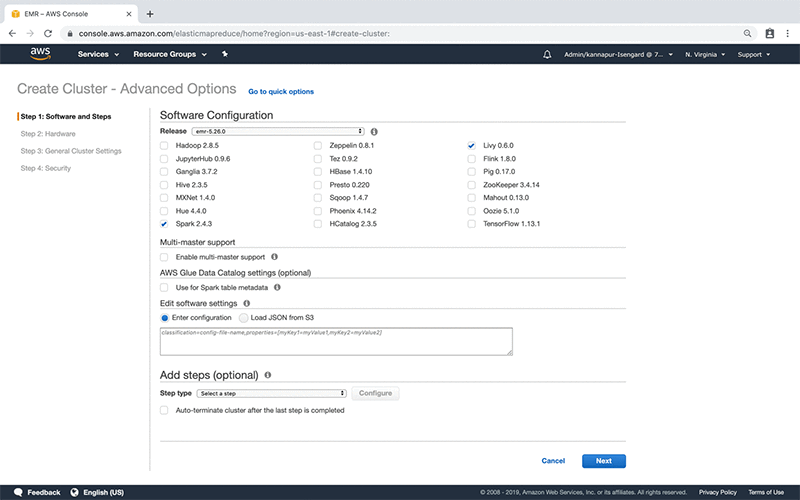 EMR – AWS Console
console.aws.amazon.com/elasticmapreduce/home?region=us-east-1#create-cluster:
aws Services Resource Groups Admin/kannapur-Isengard @ 7... N. Virginia Support
Create Cluster - Advanced Options Go to quick options
Step 1: Software and Steps
Step 2: Hardware
Step 3: General Cluster Settings
Step 4: Security
Software Configuration
Release emr-5.26.0
Hadoop 2.8.5 Zeppelin 0.8.1 Livy 0.6.0
JupyterHub 0.9.6 Tez 0.9.2 Flink 1.8.0
Ganglia 3.7.2 HBase 1.4.10 Pig 0.17.0
Hive 2.3.5 Presto 0.220 ZooKeeper 3.4.14
MXNet 1.4.0 Sqoop 1.4.7 Mahout 0.13.0
Hue 4.4.0 Phoenix 4.14.2 Oozie 5.1.0
Spark 2.4.3 HCatalog 2.3.5 TensorFlow 1.13.1
Multi-master support
Enable multi-master support
AWS Glue Data Catalog settings (optional)
Use for Spark table metadata
Edit software settings
Enter configuration Load JSON from S3
classification=config-file-name,properties=[myKey1=myValue1,myKey2=myValue2]
Add steps (optional)
Step type Select a step Configure
Auto-terminate cluster after the last step is completed
Cancel Next
Feedback English (US) © 2008 - 2019, Amazon Web Services, Inc. or its affiliates. All rights reserved. Privacy Policy Terms of Use